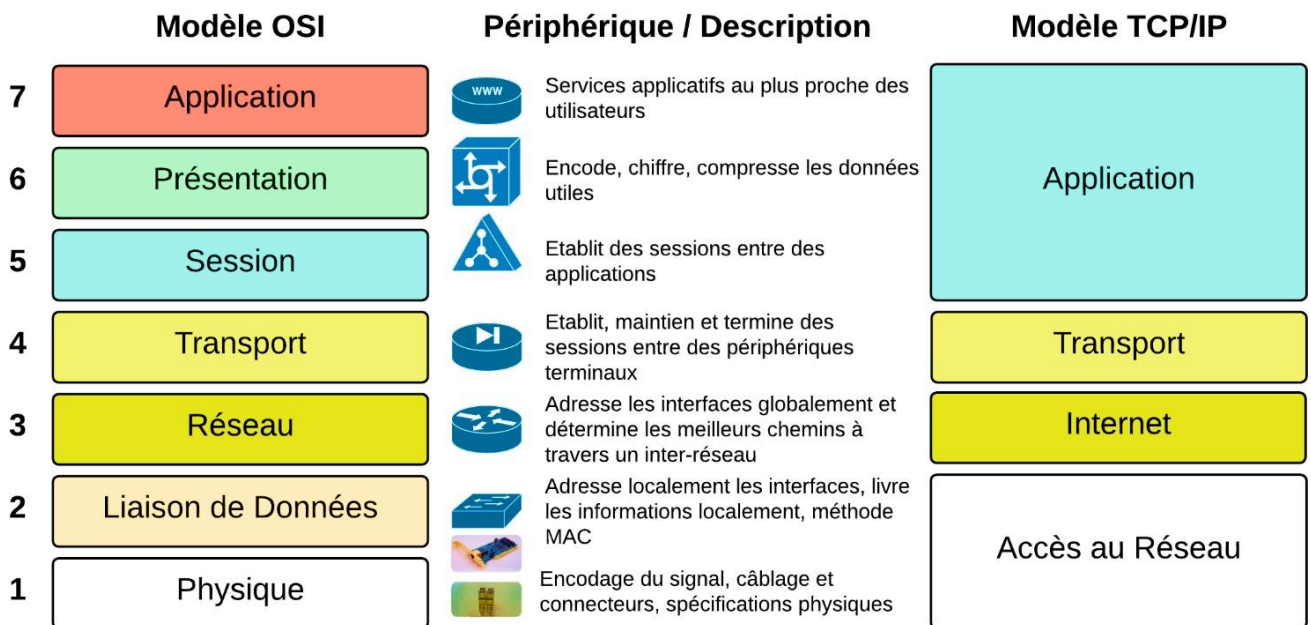 Modèle OSI
Périphérique / Description
Modèle TCP/IP
7
Application
www
Services applicatifs au plus proche des
utilisateurs
6
Présentation
Encode, chiffre, compresse les données
utiles
Application
5
Session
Etablit des sessions entre des
applications
4
Transport
Etablit, maintien et termine des
sessions entre des périphériques
terminaux
Transport
3
Réseau
Adresse les interfaces globalement et
détermine les meilleurs chemins à
travers un inter-réseau
Internet
2
Liaison de Données
Adresse localement les interfaces, livre
les informations localement, méthode
MAC
Accès au Réseau
1
Physique
Encodage du signal, câblage et
connecteurs, spécifications physiques